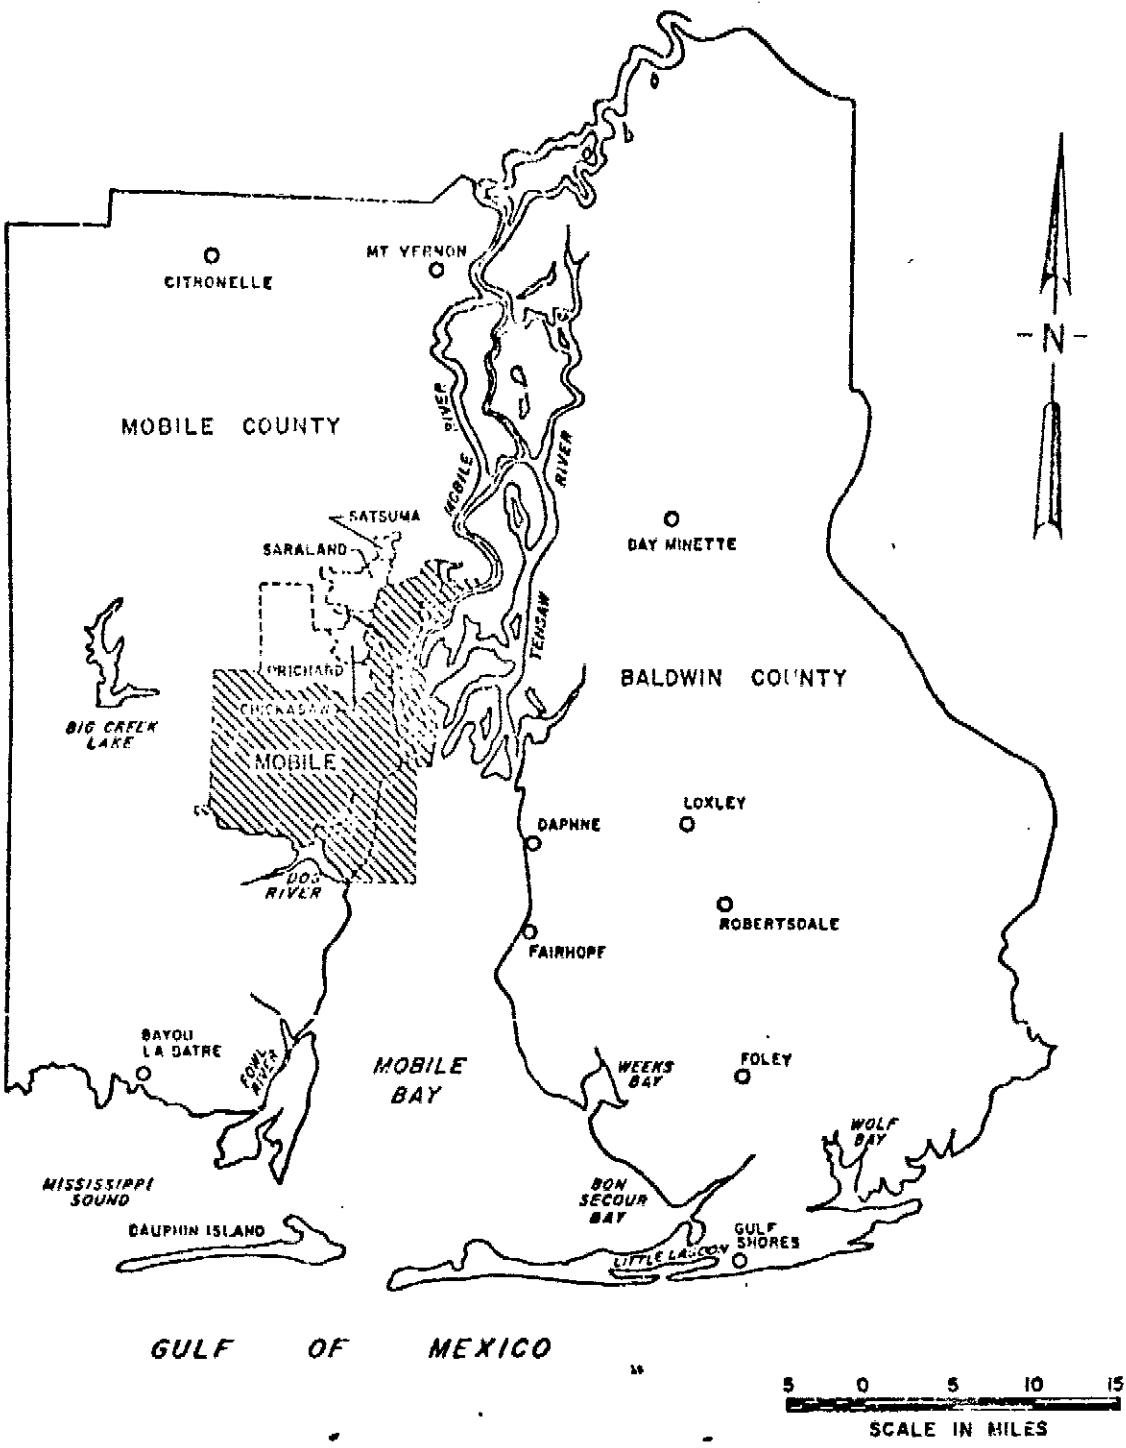 MT VERNON
CITRONELLE
- N -
RIVER
MOBILE COUNTY
MOBILE
RIVER
SATSUMA
SARALAND
BAY MINETTE
TENSAW
PRICHARD
BALDWIN COUNTY
CHICKASAW
BIG CREEK
LAKE
MOBILE
LOXLEY
DAPHNE
DOG
RIVER
ROBERTSDALE
FAIRHOPE
BAYOU
LA BATRE
FOWL
RIVER
MOBILE
BAY
WEEKS
BAY
FOLEY
WOLF
BAY
MISSISSIPPI
SOUND
BON
SECOUR
BAY
DAUPHIN ISLAND
GULF
SHORES
LITTLE LAGOON
GULF OF MEXICO
5 0 5 10 15
SCALE IN MILES